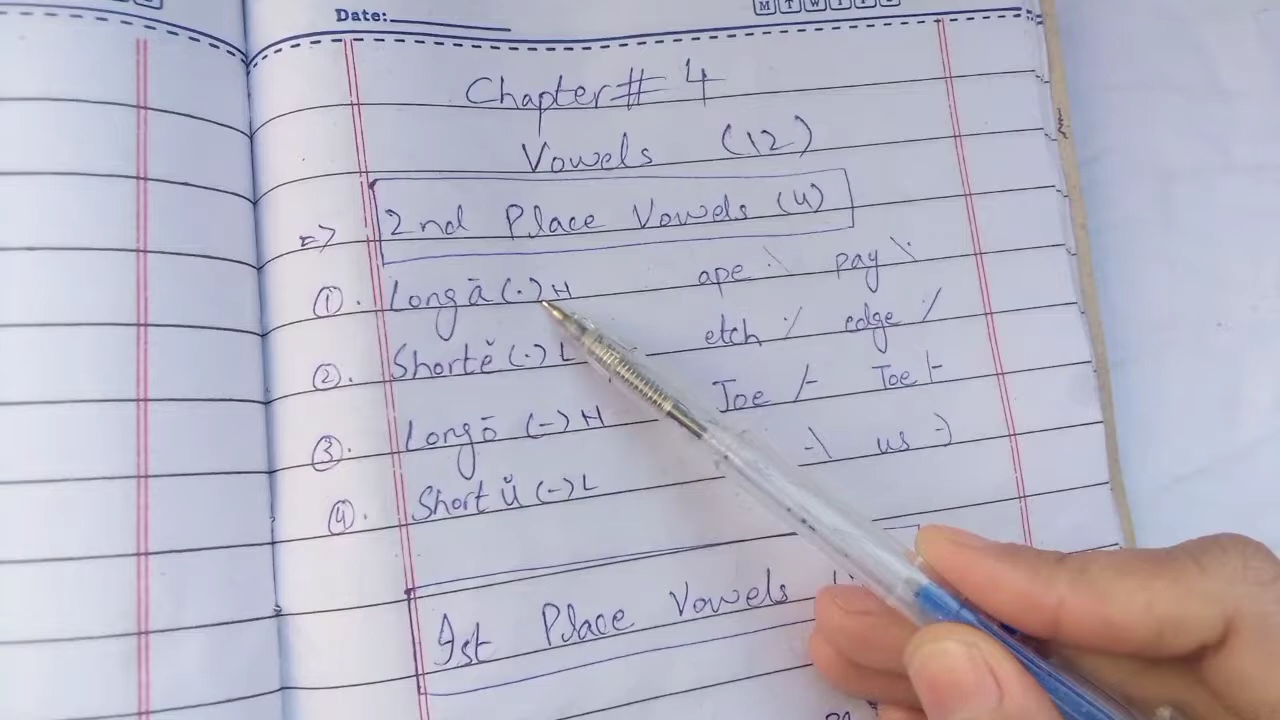 Date:
M T W T F S
Chapter # 4
Vowels (12)
=> 2nd Place Vowels (4)
①. Long ā (·) H ape pay
②. Short ĕ (·) L etch edge
③. Long ō (-) H Joe Toe
④. Short ŭ (-) L us
1st Place Vowels